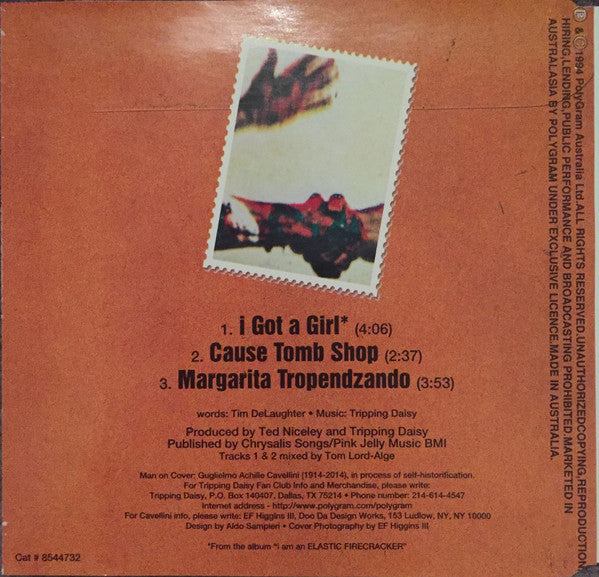 1. i Got a Girl* (4:06)
2. Cause Tomb Shop (2:37)
3. Margarita Tropendzando (3:53)
words: Tim DeLaughter • Music: Tripping Daisy
Produced by Ted Niceley and Tripping Daisy
Published by Chrysalis Songs/Pink Jelly Music BMI
Tracks 1 & 2 mixed by Tom Lord-Alge
Man on Cover: Guglielmo Achille Cavellini (1914-2014), in process of self-historification.
For Tripping Daisy Fan Club Info and Merchandise, please write:
Tripping Daisy, P.O. Box 140407, Dallas, TX 75214 • Phone number: 214-614-4547
Internet address - http://www.polygram.com/polygram
For Cavellini info, please write: EF Higgins III, Doo Da Design Works, 153 Ludlow, NY, NY 10000
Design by Aldo Sampieri • Cover Photography by EF Higgins III
*From the album "i am an ELASTIC FIRECRACKER"
Cat # 8544732
℗ & © 1994 PolyGram Australia Ltd.ALL RIGHTS RESERVED.UNAUTHORIZEDCOPYING,REPRODUCTION,
HIRING,LENDING,PUBLIC PERFORMANCE AND BROADCASTING PROHIBITED.MARKETED IN
AUSTRALASIA BY POLYGRAM UNDER EXCLUSIVE LICENCE.MADE IN AUSTRALIA.